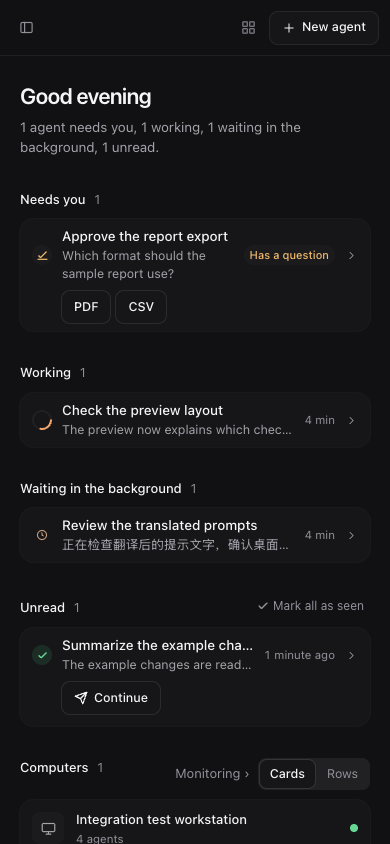 New agent
Good evening
1 agent needs you, 1 working, 1 waiting in the
background, 1 unread.
Needs you 1
Approve the report export
Which format should the
sample report use?
Has a question
PDF CSV
Working 1
Check the preview layout
The preview now explains which chec...
4 min
Waiting in the background 1
Review the translated prompts
正在检查翻译后的提示文字，确认桌面...
4 min
Unread 1
Mark all as seen
Summarize the example cha...
The example changes are read...
1 minute ago
Continue
Computers 1
Monitoring ›
Cards Rows
Integration test workstation
4 agents